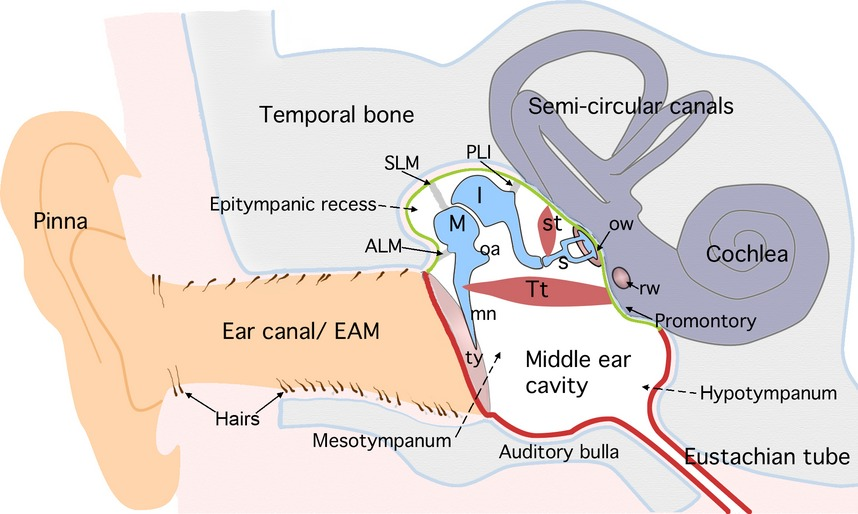 Temporal bone
Semi-circular canals
SLM
PLI
Epitympanic recess
I
M
st
ow
Pinna
ALM
oa
s
Cochlea
Tt
rw
mn
Promontory
Ear canal/ EAM
ty
Middle ear
cavity
Hypotympanum
Hairs
Mesotympanum
Auditory bulla
Eustachian tube